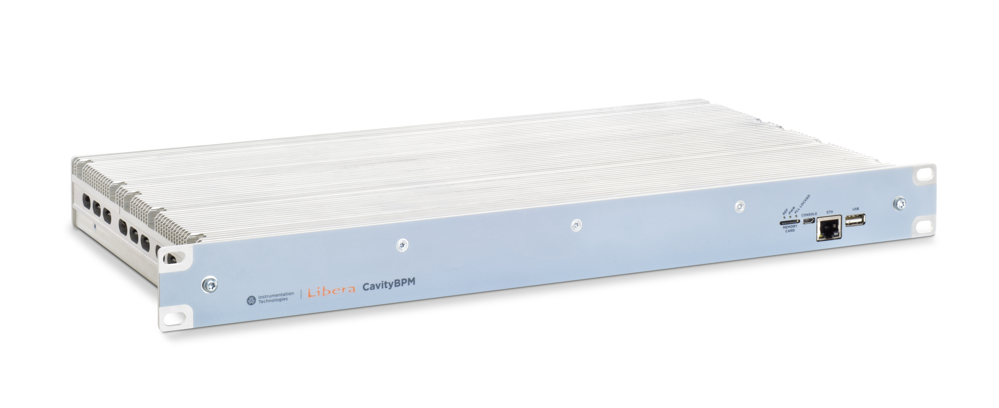 Instrumentation
Technologies
Libera CavityBPM
REF
PWR
PLL LOCKED
MEMORY
CARD
CONSOLE
ETH
USB